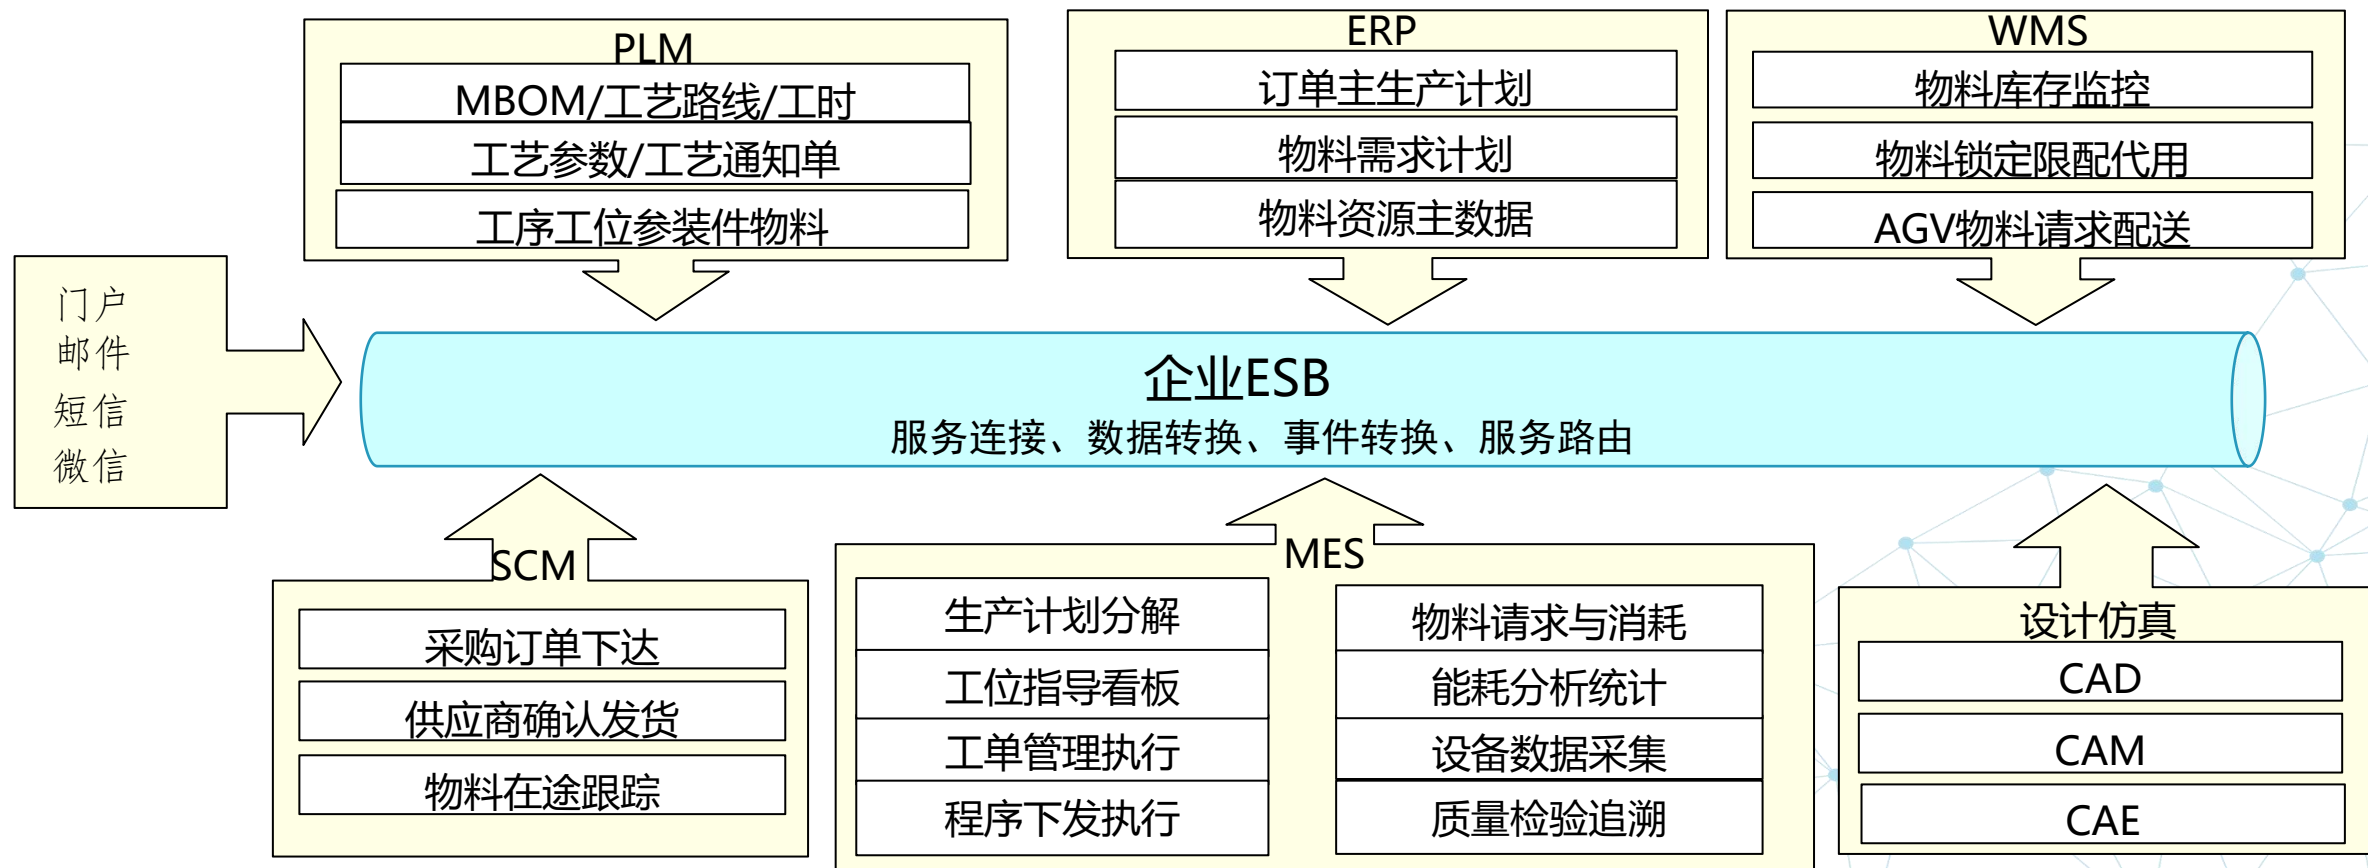 PLM
MBOM/工艺路线/工时
工艺参数/工艺通知单
工序工位参装件物料
ERP
订单主生产计划
物料需求计划
物料资源主数据
WMS
物料库存监控
物料锁定限配代用
AGV物料请求配送
门户
邮件
短信
微信
企业ESB
服务连接、数据转换、事件转换、服务路由
SCM
采购订单下达
供应商确认发货
物料在途跟踪
MES
生产计划分解
工位指导看板
工单管理执行
程序下发执行
物料请求与消耗
能耗分析统计
设备数据采集
质量检验追溯
设计仿真
CAD
CAM
CAE